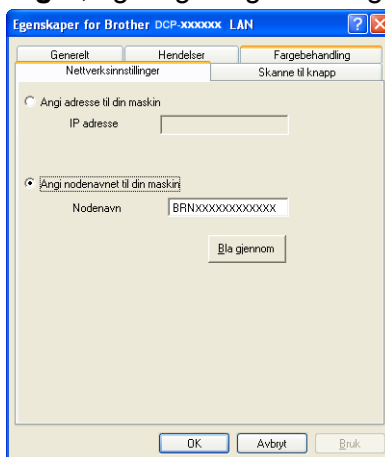 Egenskaper for Brother DCP-xxxxxx LAN
Generelt Hendelser Fargebehandling
Nettverksinnstillinger Skanne til knapp
Angi adresse til din maskin
IP adresse
Angi nodenavnet til din maskin
Nodenavn BRNXXXXXXXXXXXX
Bla gjennom
OK Avbryt Bruk